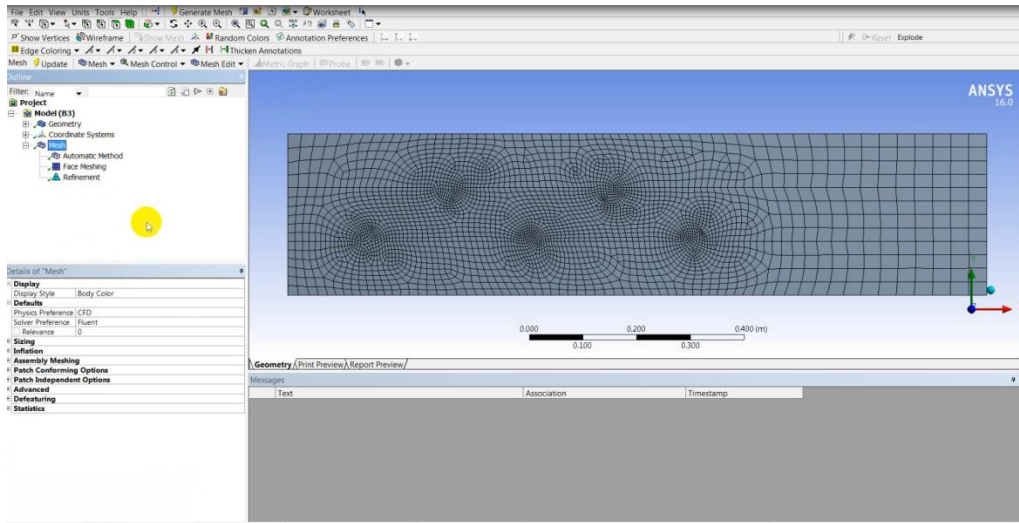 File Edit View Units Tools Help Generate Mesh Worksheet
Show Vertices Wireframe Show Mesh Random Colors Annotation Preferences Reset Explode
Edge Coloring Thicken Annotations
Mesh Update Mesh Mesh Control Mesh Edit Metric Graph Probe
Outline
Filter: Name
Project
Model (B3)
Geometry
Coordinate Systems
Mesh
Automatic Method
Face Meshing
Refinement
ANSYS
16.0
Details of "Mesh"
Display
Display Style Body Color
Defaults
Physics Preference CFD
Solver Preference Fluent
Relevance 0
Sizing
Inflation
Assembly Meshing
Patch Conforming Options
Patch Independent Options
Advanced
Defeaturing
Statistics
0.000 0.200 0.400 (m)
0.100 0.300
Geometry Print Preview Report Preview
Messages
Text Association Timestamp